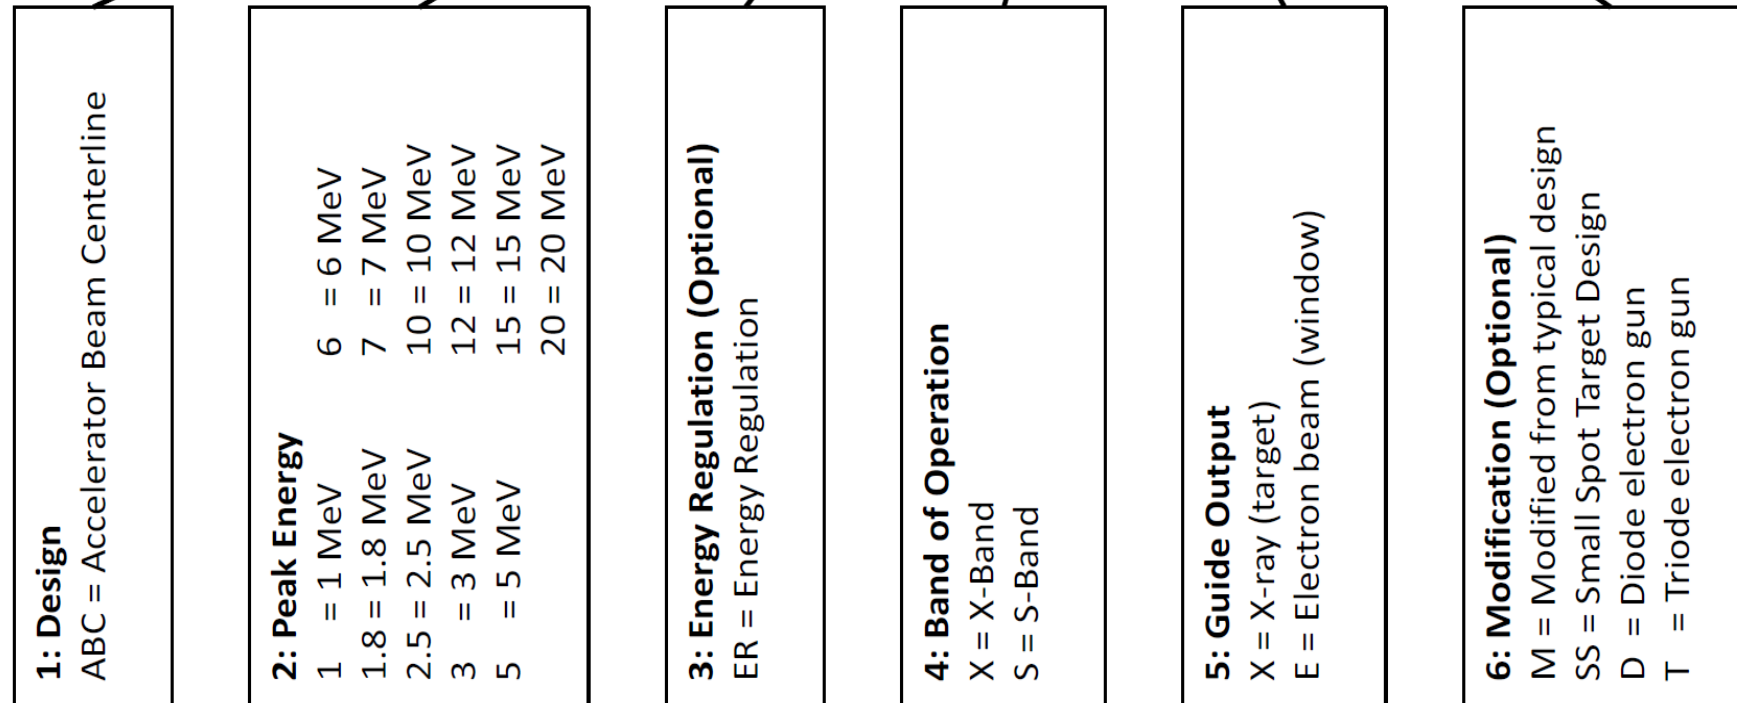 1: Design
ABC = Accelerator Beam Centerline
2: Peak Energy
1 = 1 MeV
1.8 = 1.8 MeV
2.5 = 2.5 MeV
3 = 3 MeV
5 = 5 MeV
6 = 6 MeV
7 = 7 MeV
10 = 10 MeV
12 = 12 MeV
15 = 15 MeV
20 = 20 MeV
3: Energy Regulation (Optional)
ER = Energy Regulation
4: Band of Operation
X = X-Band
S = S-Band
5: Guide Output
X = X-ray (target)
E = Electron beam (window)
6: Modification (Optional)
M = Modified from typical design
SS = Small Spot Target Design
D = Diode electron gun
T = Triode electron gun